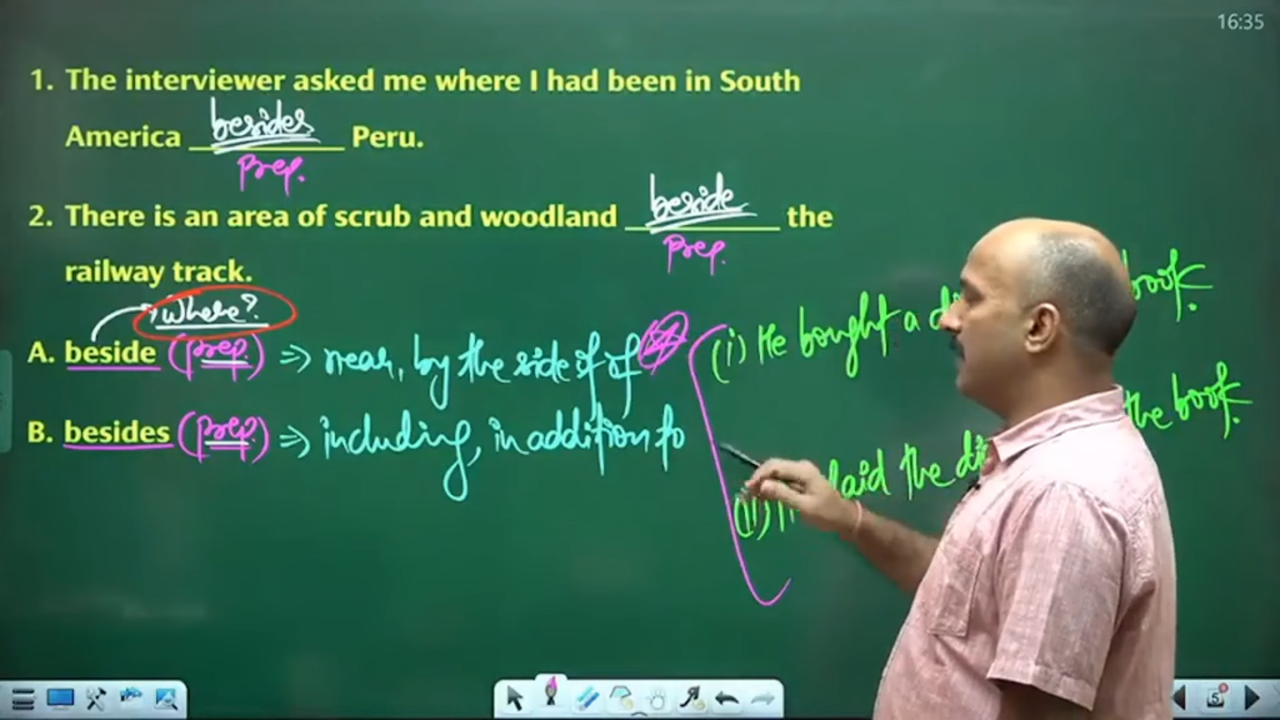 16:35
1. The interviewer asked me where I had been in South
America besides Peru.
Prep.
2. There is an area of scrub and woodland beside the
Prep.
railway track.
Where?
A. beside (prep.) ⇒ near, by the side of of
B. besides (prep.) ⇒ including, in addition to
(i) He bought a book.
(ii) laid the the book.
5